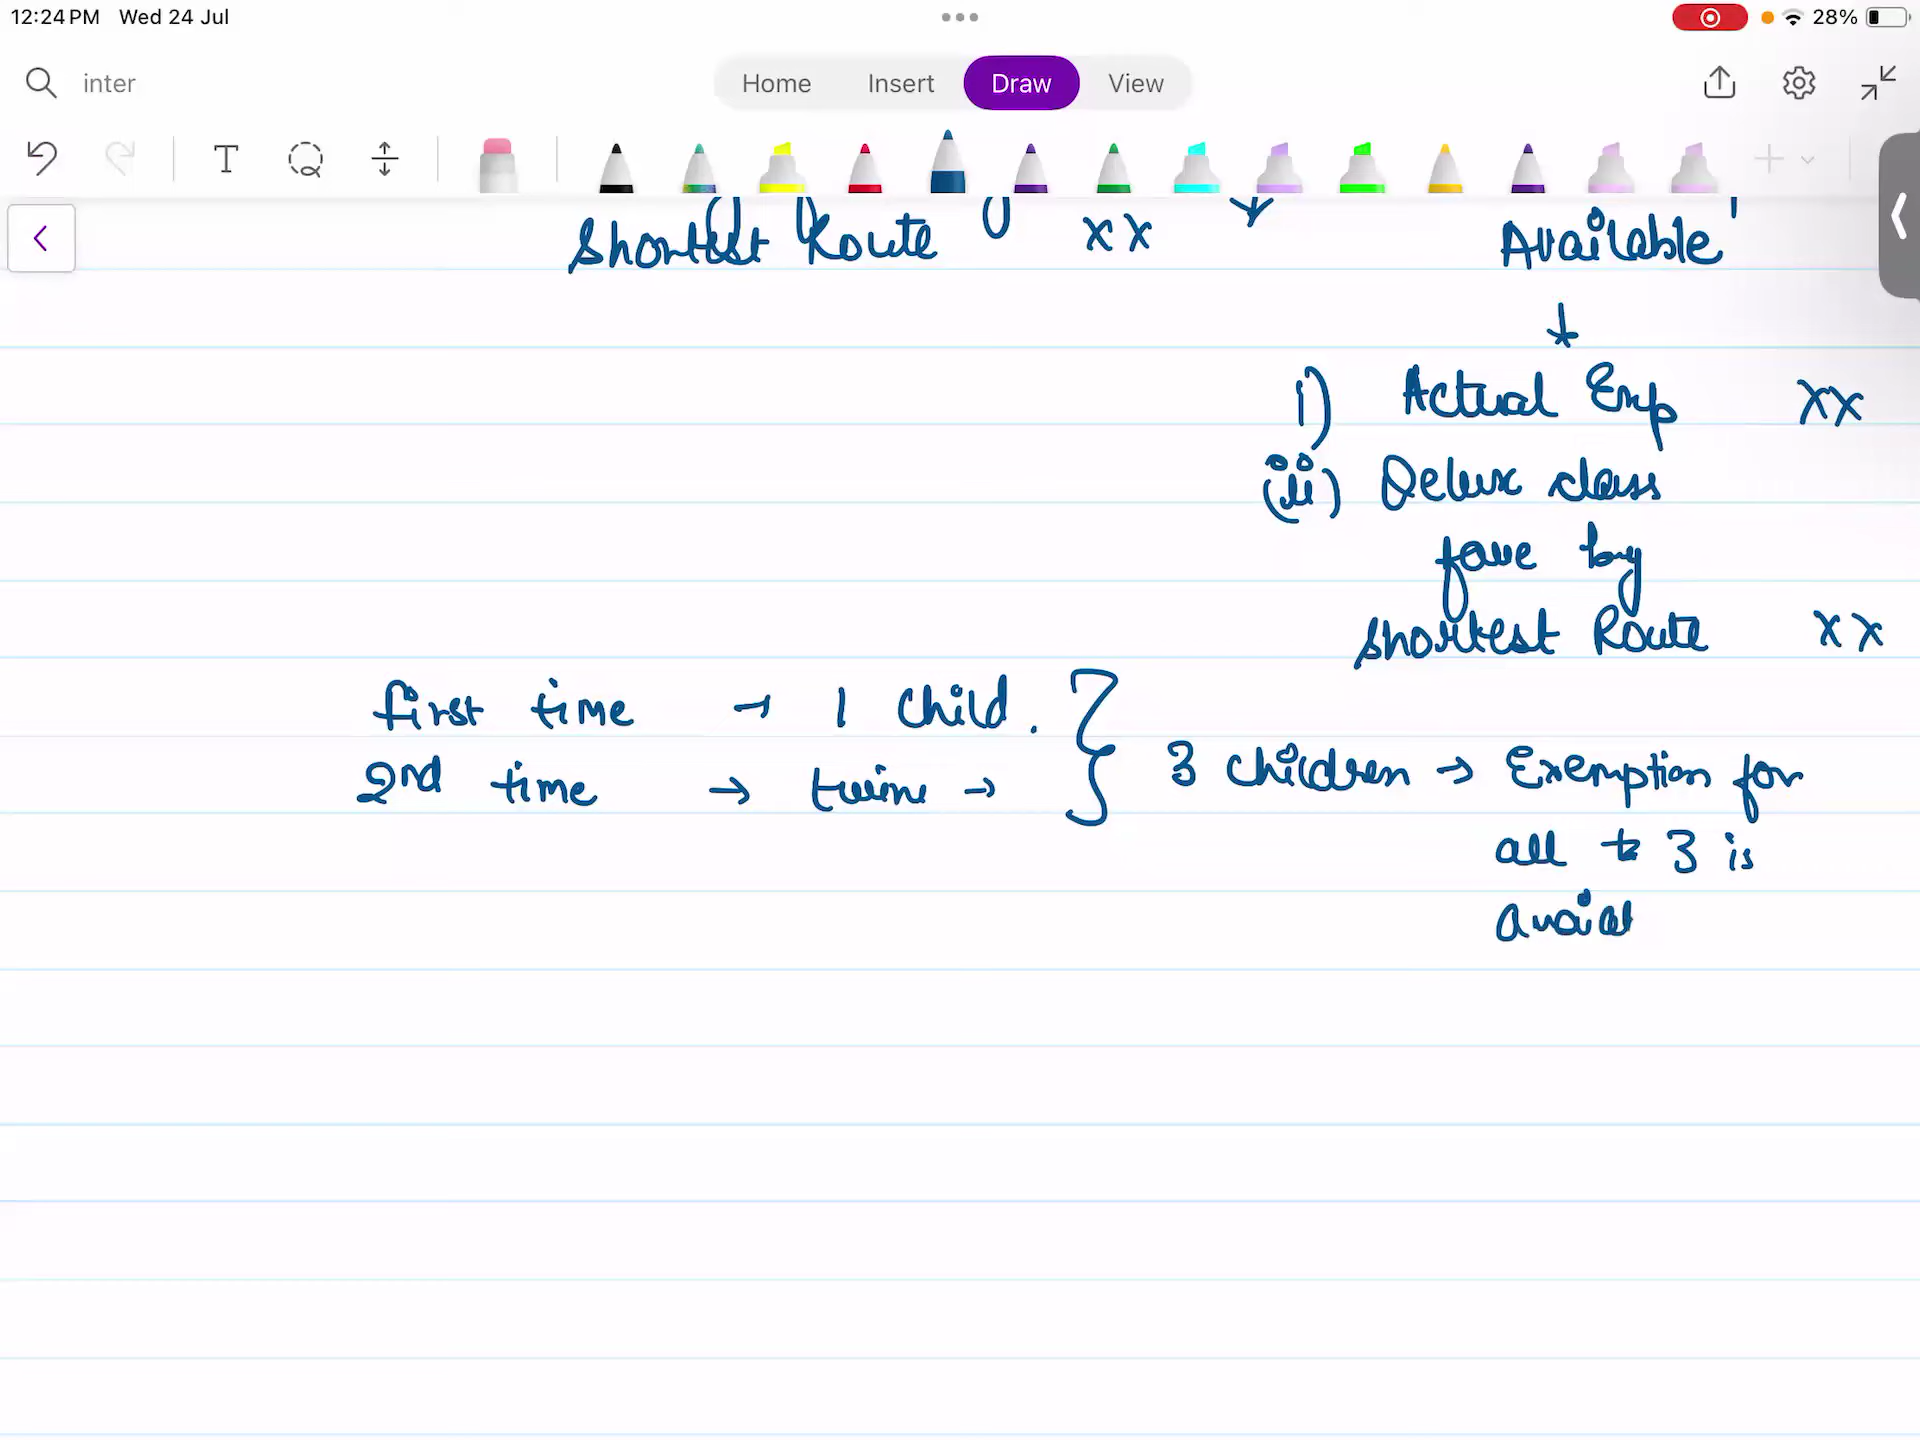 12:24 PM Wed 24 Jul
28%
inter
Home Insert Draw View
T
Shortest Route xx
Available
i) Actual Exp xx
(ii) Delux class
fare by
Shortest Route xx
first time → 1 child.
2nd time → twins →
3 children → Exemption for
all 3 is
availa